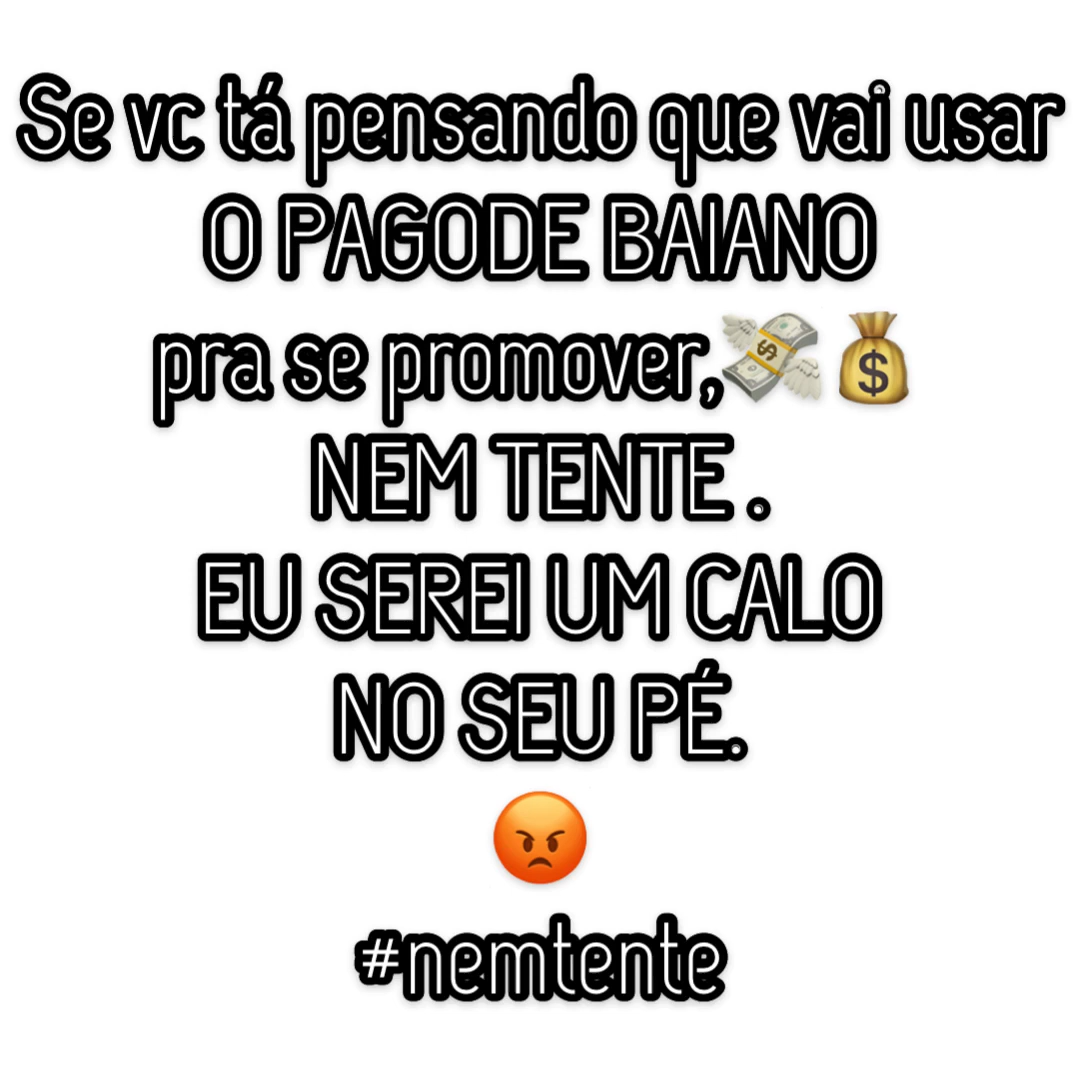 Se vc tá pensando que vai usar
O PAGODE BAIANO
pra se promover,💸💰
NEM TENTE .
EU SEREI UM CALO
NO SEU PÉ.
😡
#nemtente